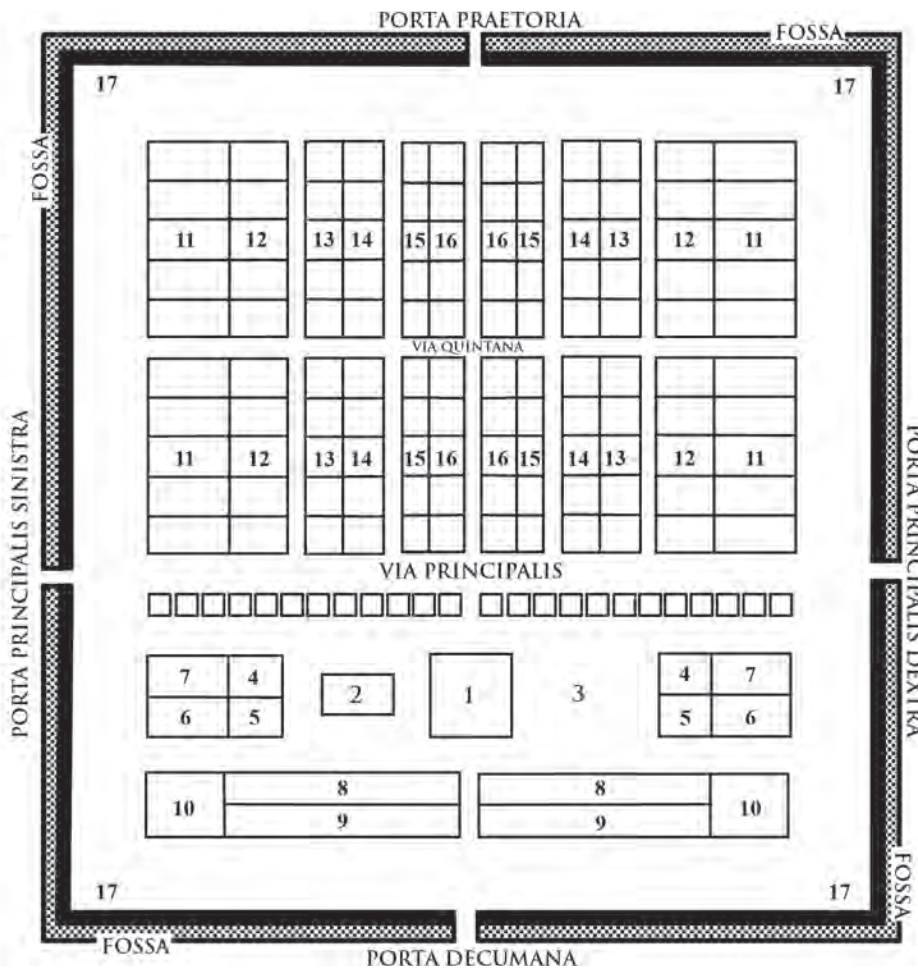 PORTA PRAETORIA
FOSSA
17 17
FOSSA
11 12 13 14 15 16 16 15 14 13 12 11
VIA QUINTANA
11 12 13 14 15 16 16 15 14 13 12 11
PORTA PRINCIPALIS SINISTRA
PORTA PRINCIPALIS DEXTRA
VIA PRINCIPALIS
7 4 4 7
2 1 3
6 5 5 6
8 8
10 10
9 9
17 17
FOSSA
FOSSA
PORTA DECUMANA